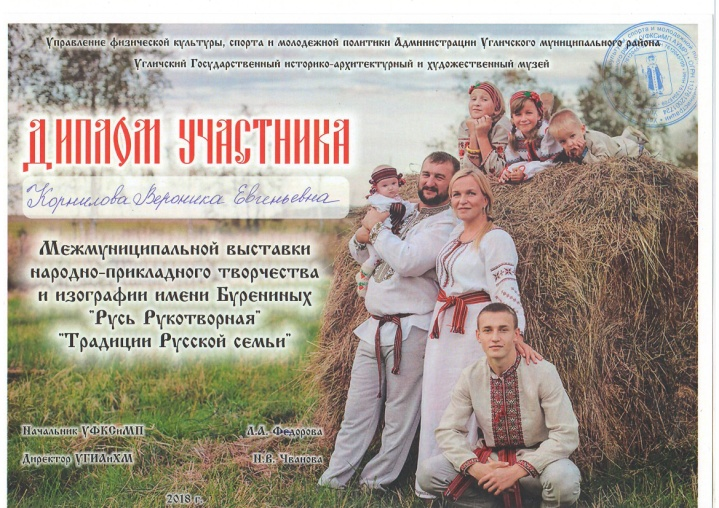 Управление физической культуры, спорта и молодежной политики Администрации Угличского муниципального района
Угличский Государственный историко-архитектурный и художественный музей
ДИПЛОМ УЧАСТНИКА
Корнилова Вероника Евгеньевна
Межмуниципальной выставки
народно-прикладного творчества
и изографии имени Бурениных
"Русь Рукотворная"
"Традиции Русской семьи"
Начальник УФКСиМП Л.А. Федорова
Директор УГИАиХМ Н.В. Чванова
2018 г.